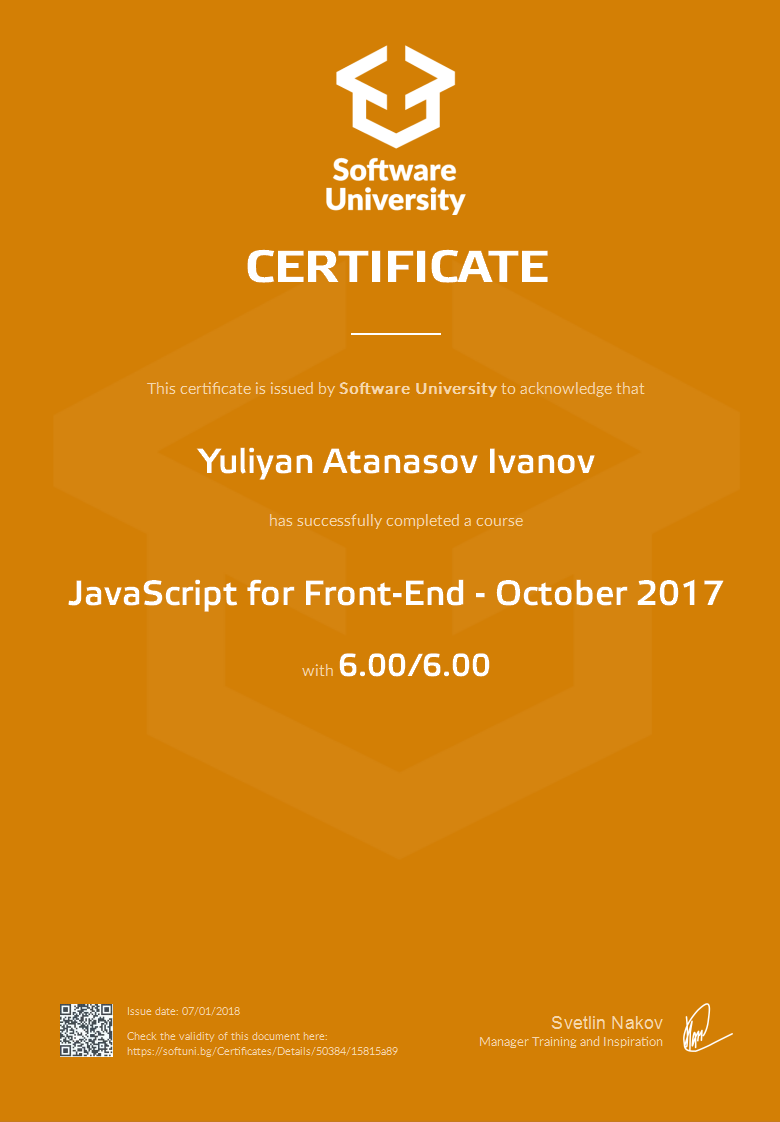 Software
University
CERTIFICATE
This certificate is issued by Software University to acknowledge that
Yuliyan Atanasov Ivanov
has successfully completed a course
JavaScript for Front-End - October 2017
with 6.00/6.00
Issue date: 07/01/2018
Check the validity of this document here:
https://softuni.bg/Certificates/Details/50384/15815a89
Svetlin Nakov
Manager Training and Inspiration